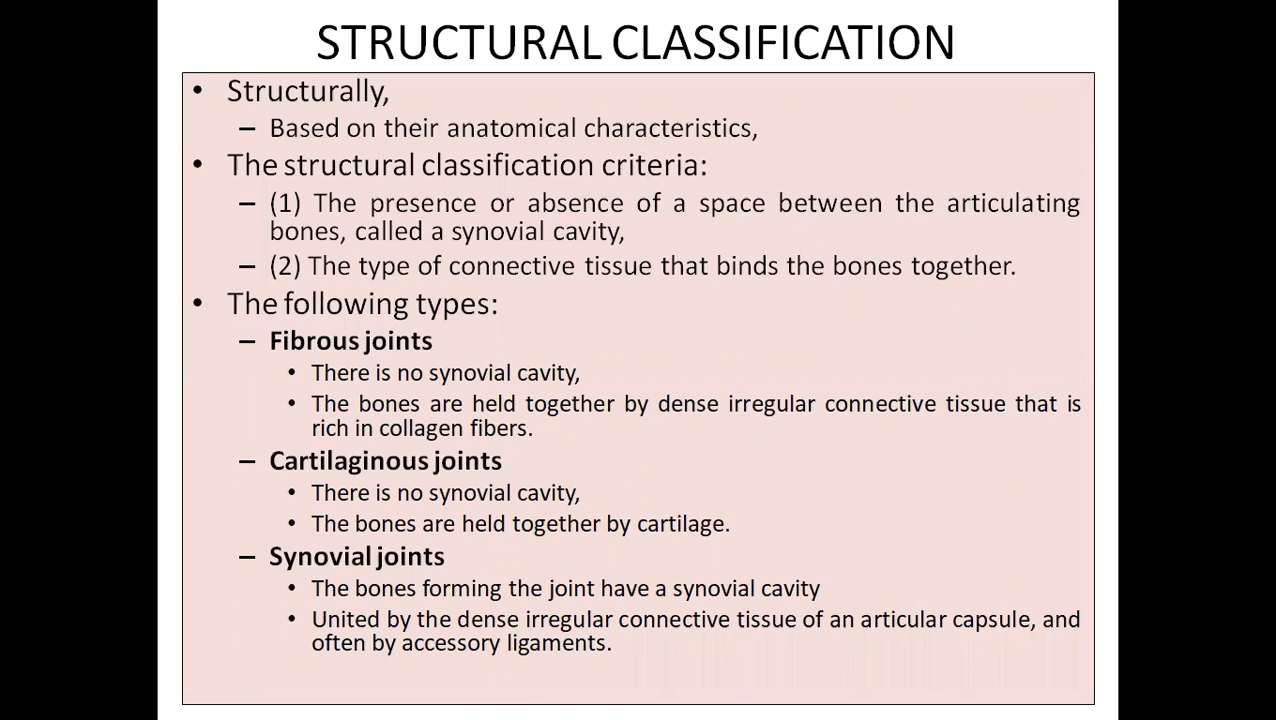 STRUCTURAL CLASSIFICATION
• Structurally,
– Based on their anatomical characteristics,
• The structural classification criteria:
– (1) The presence or absence of a space between the articulating
bones, called a synovial cavity,
– (2) The type of connective tissue that binds the bones together.
• The following types:
– Fibrous joints
• There is no synovial cavity,
• The bones are held together by dense irregular connective tissue that is
rich in collagen fibers.
– Cartilaginous joints
• There is no synovial cavity,
• The bones are held together by cartilage.
– Synovial joints
• The bones forming the joint have a synovial cavity
• United by the dense irregular connective tissue of an articular capsule, and
often by accessory ligaments.